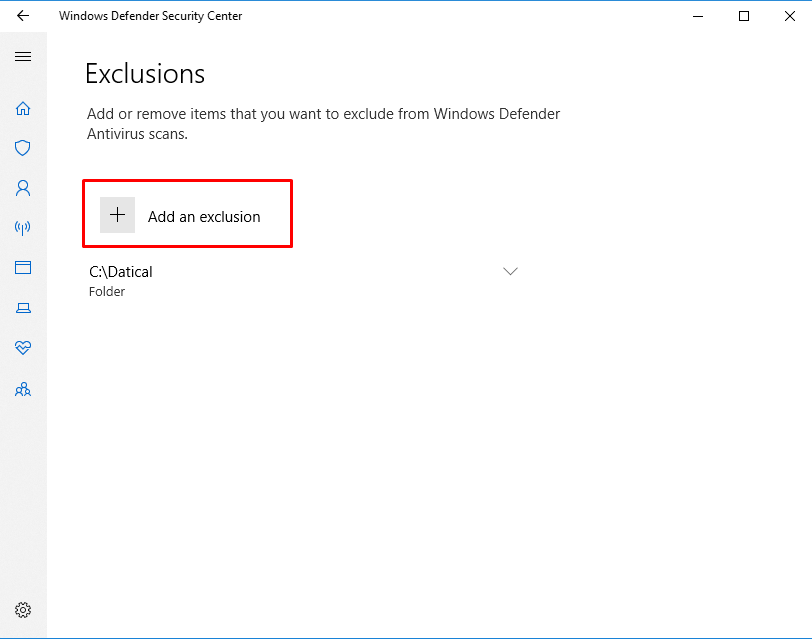 Windows Defender Security Center
Exclusions
Add or remove items that you want to exclude from Windows Defender
Antivirus scans.
Add an exclusion
C:\Datical
Folder